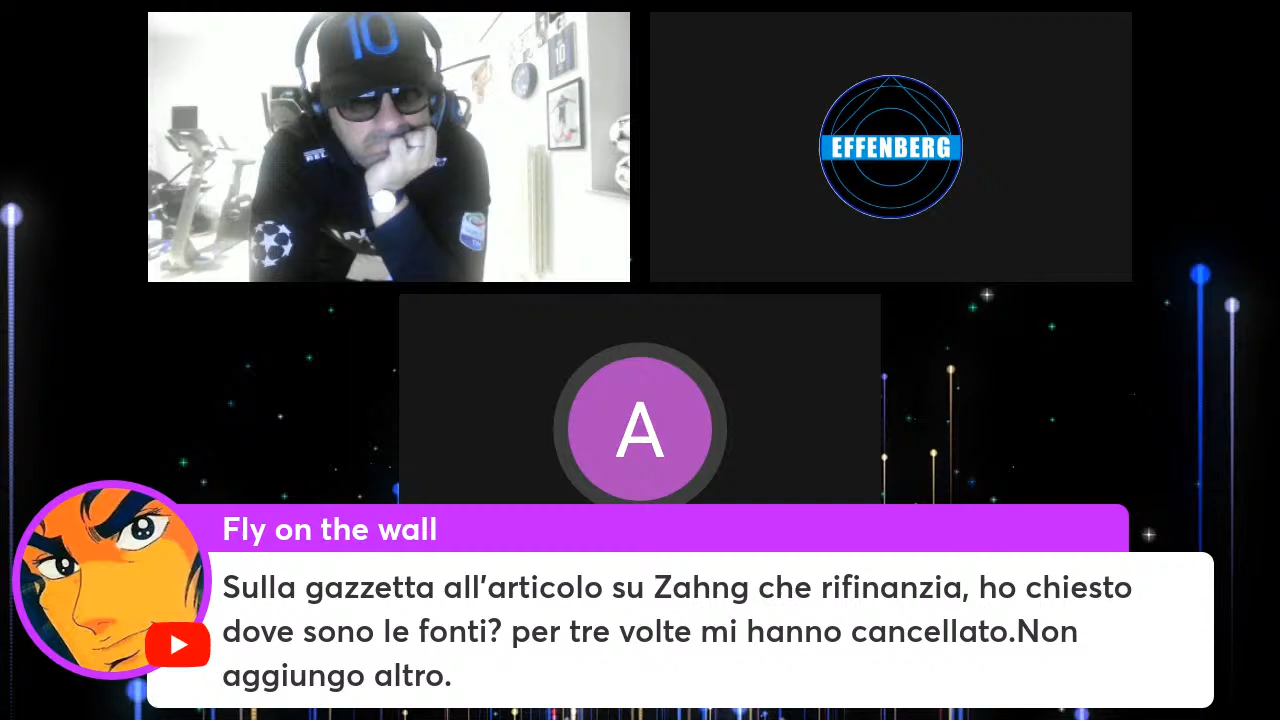 10
EFFENBERG
A
Fly on the wall
Sulla gazzetta all'articolo su Zahng che rifinanzia, ho chiesto
dove sono le fonti? per tre volte mi hanno cancellato.Non
aggiungo altro.